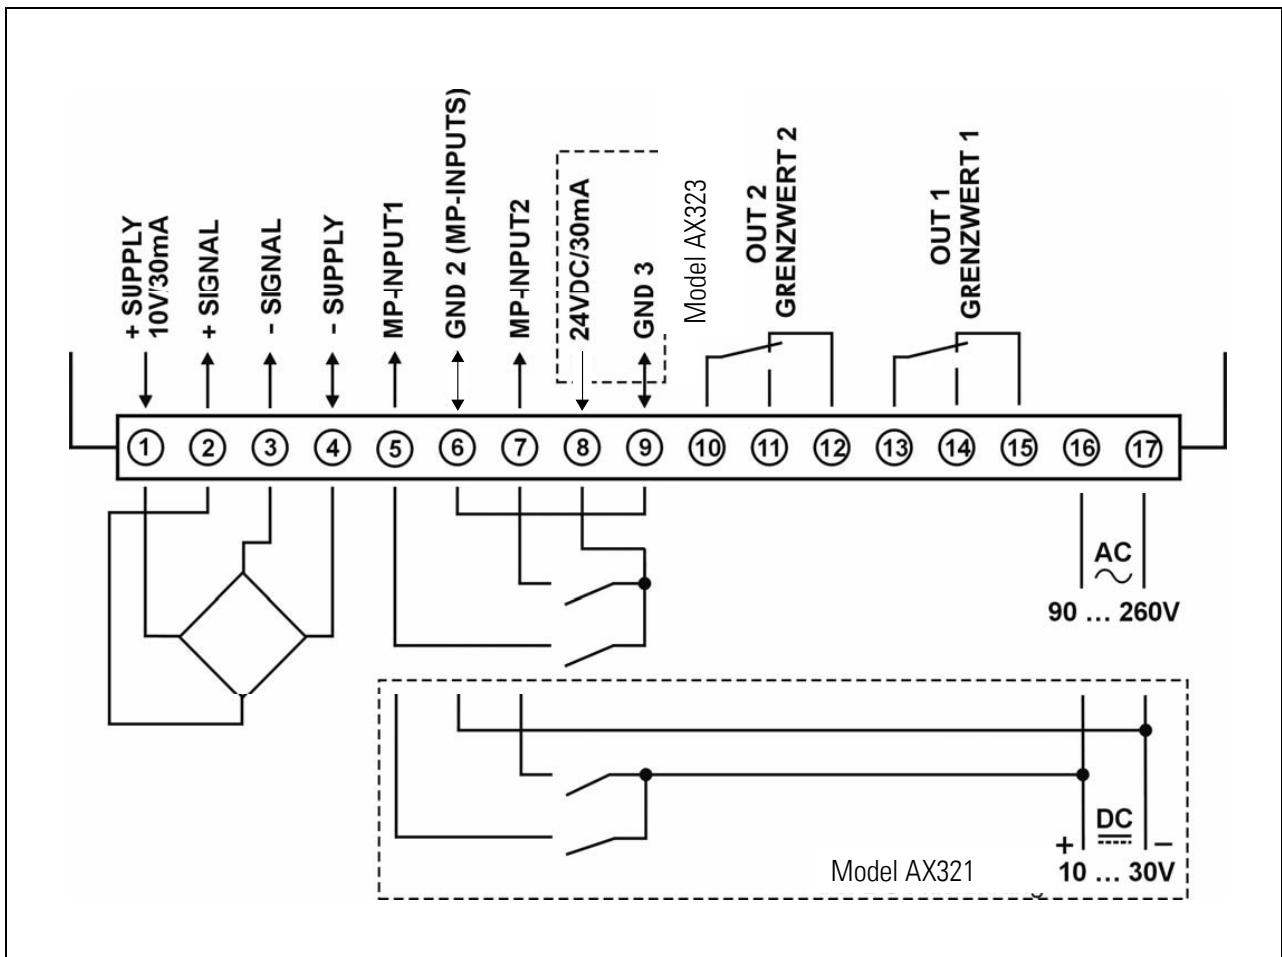 + SUPPLY
10V/30mA
+ SIGNAL
- SIGNAL
- SUPPLY
MP-INPUT1
GND 2 (MP-INPUTS)
MP-INPUT2
24VDC/30mA
GND 3
Model AX323
OUT 2
GRENZWERT 2
OUT 1
GRENZWERT 1
1 2 3 4 5 6 7 8 9 10 11 12 13 14 15 16 17
AC
90 ... 260V
DC
+ –
Model AX321
10 ... 30V